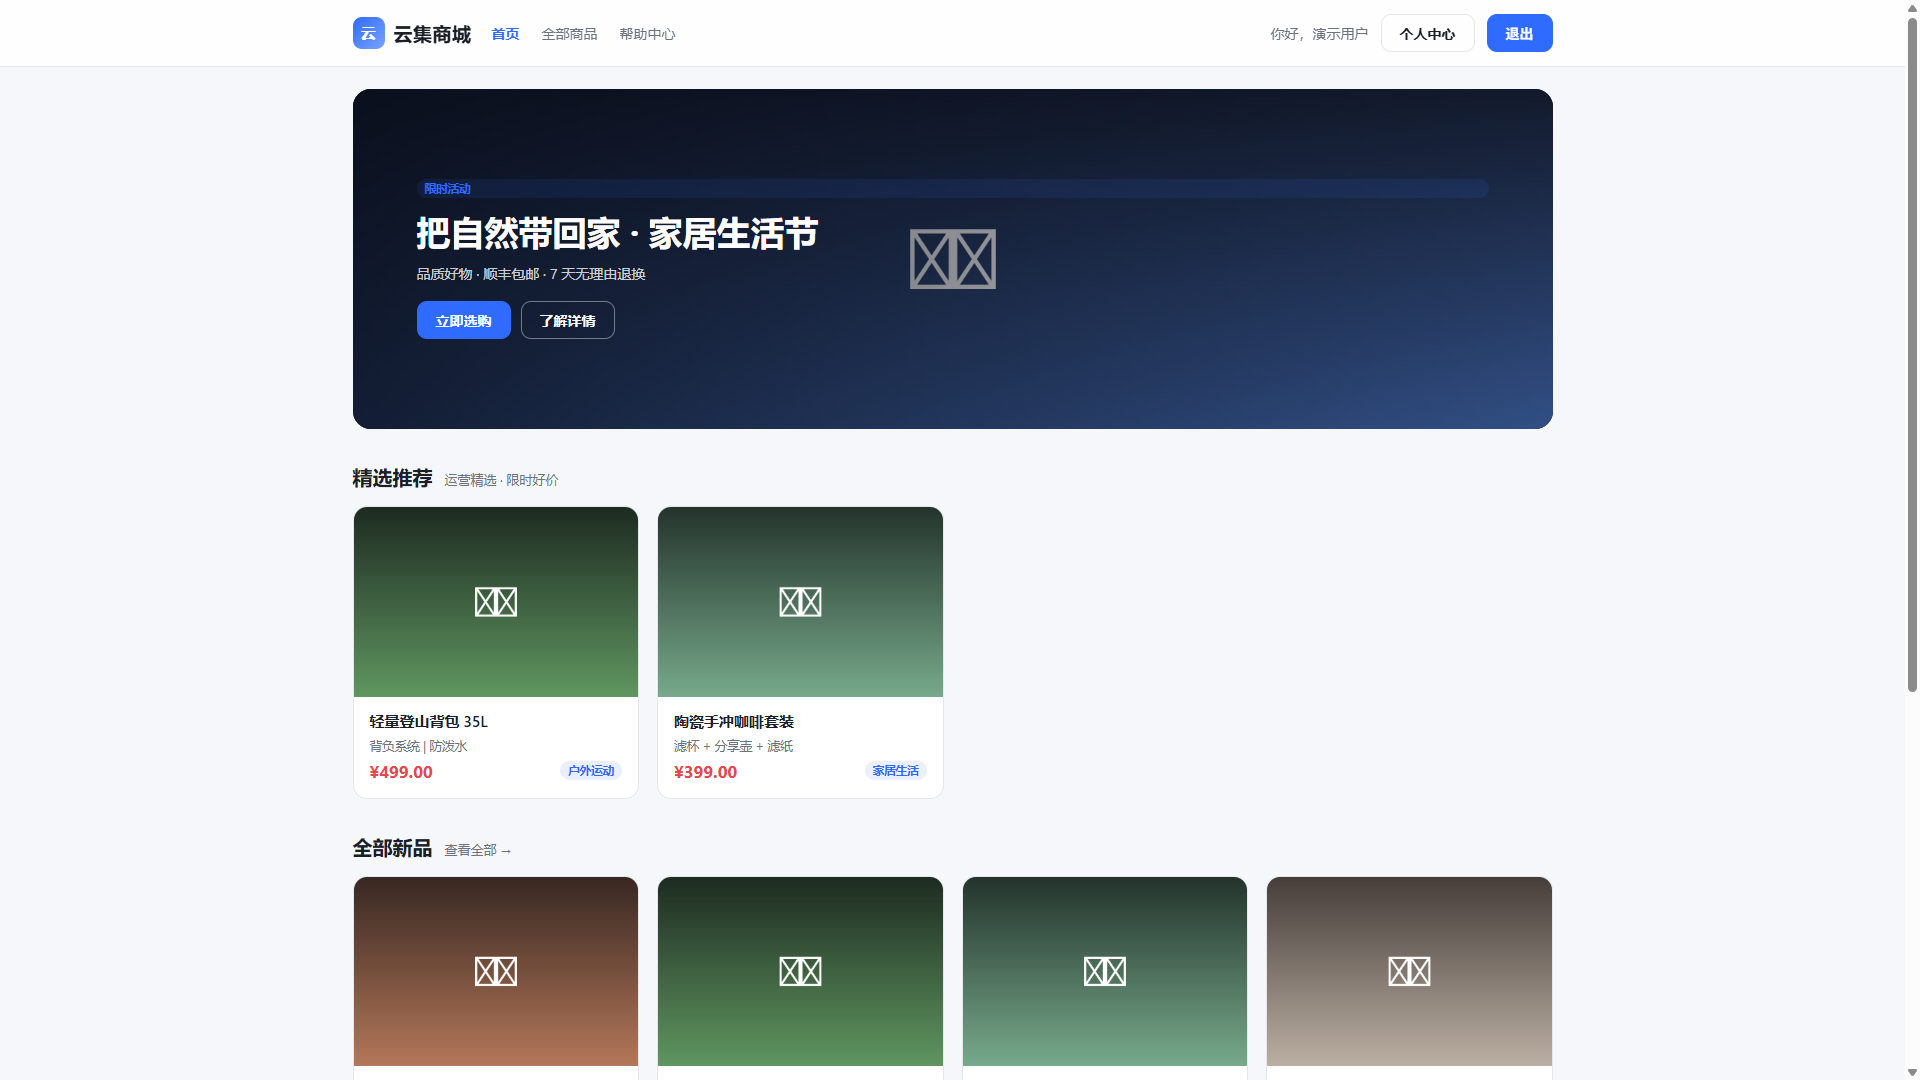 云 云集商城 首页 全部商品 帮助中心 你好，演示用户 个人中心 退出
限时活动
把自然带回家 · 家居生活节
品质好物 · 顺丰包邮 · 7 天无理由退换
立即选购 了解详情
精选推荐 运营精选 · 限时好价
轻量登山背包 35L
背负系统 | 防泼水
¥499.00 户外运动
陶瓷手冲咖啡套装
滤杯 + 分享壶 + 滤纸
¥399.00 家居生活
全部新品 查看全部 →